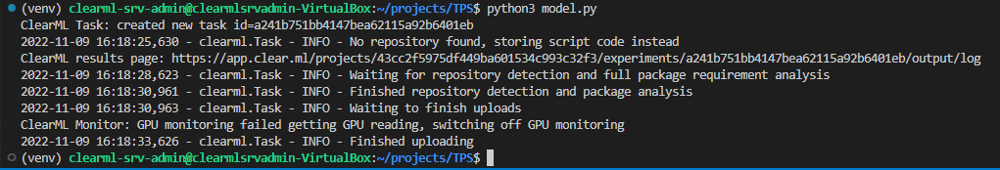 (venv) clearml-srv-admin@clearmlsrvadmin-VirtualBox:~/projects/TPS$ python3 model.py
ClearML Task: created new task id=a241b751bb4147bea62115a92b6401eb
2022-11-09 16:18:25,630 - clearml.Task - INFO - No repository found, storing script code instead
ClearML results page: https://app.clear.ml/projects/43cc2f5975df449ba601534c993c32f3/experiments/a241b751bb4147bea62115a92b6401eb/output/log
2022-11-09 16:18:28,623 - clearml.Task - INFO - Waiting for repository detection and full package requirement analysis
2022-11-09 16:18:30,961 - clearml.Task - INFO - Finished repository detection and package analysis
2022-11-09 16:18:30,963 - clearml.Task - INFO - Waiting to finish uploads
ClearML Monitor: GPU monitoring failed getting GPU reading, switching off GPU monitoring
2022-11-09 16:18:33,626 - clearml.Task - INFO - Finished uploading
(venv) clearml-srv-admin@clearmlsrvadmin-VirtualBox:~/projects/TPS$